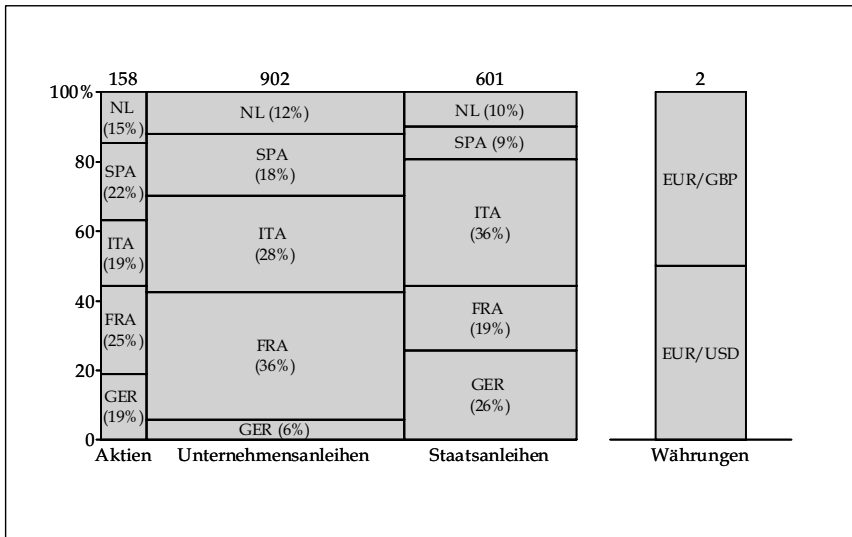 158
902
601
2
100%
80
60
40
20
0
NL
(15%)
SPA
(22%)
ITA
(19%)
FRA
(25%)
GER
(19%)
NL (12%)
SPA
(18%)
ITA
(28%)
FRA
(36%)
GER (6%)
NL (10%)
SPA (9%)
ITA
(36%)
FRA
(19%)
GER
(26%)
EUR/GBP
EUR/USD
Aktien
Unternehmensanleihen
Staatsanleihen
Währungen